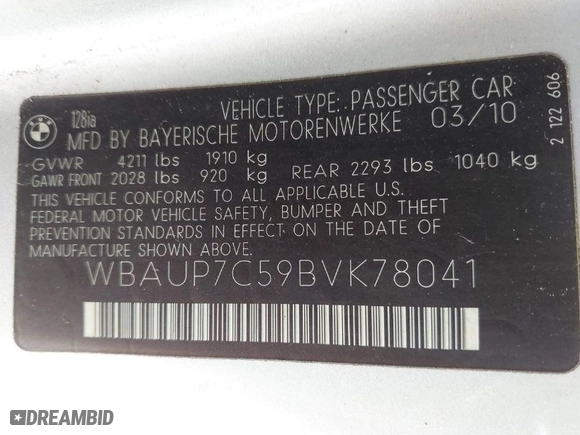 BMW
128ia
VEHICLE TYPE: PASSENGER CAR
MFD BY BAYERISCHE MOTORENWERKE 03/10
GVWR 4211 lbs 1910 kg
GAWR FRONT 2028 lbs 920 kg REAR 2293 lbs 1040 kg
THIS VEHICLE CONFORMS TO ALL APPLICABLE U.S.
FEDERAL MOTOR VEHICLE SAFETY, BUMPER AND THEFT
PREVENTION STANDARDS IN EFFECT ON THE DATE OF
MANUFACTURE SHOWN ABOVE.
WBAUP7C59BVK78041
2 122 606
DREAMBID